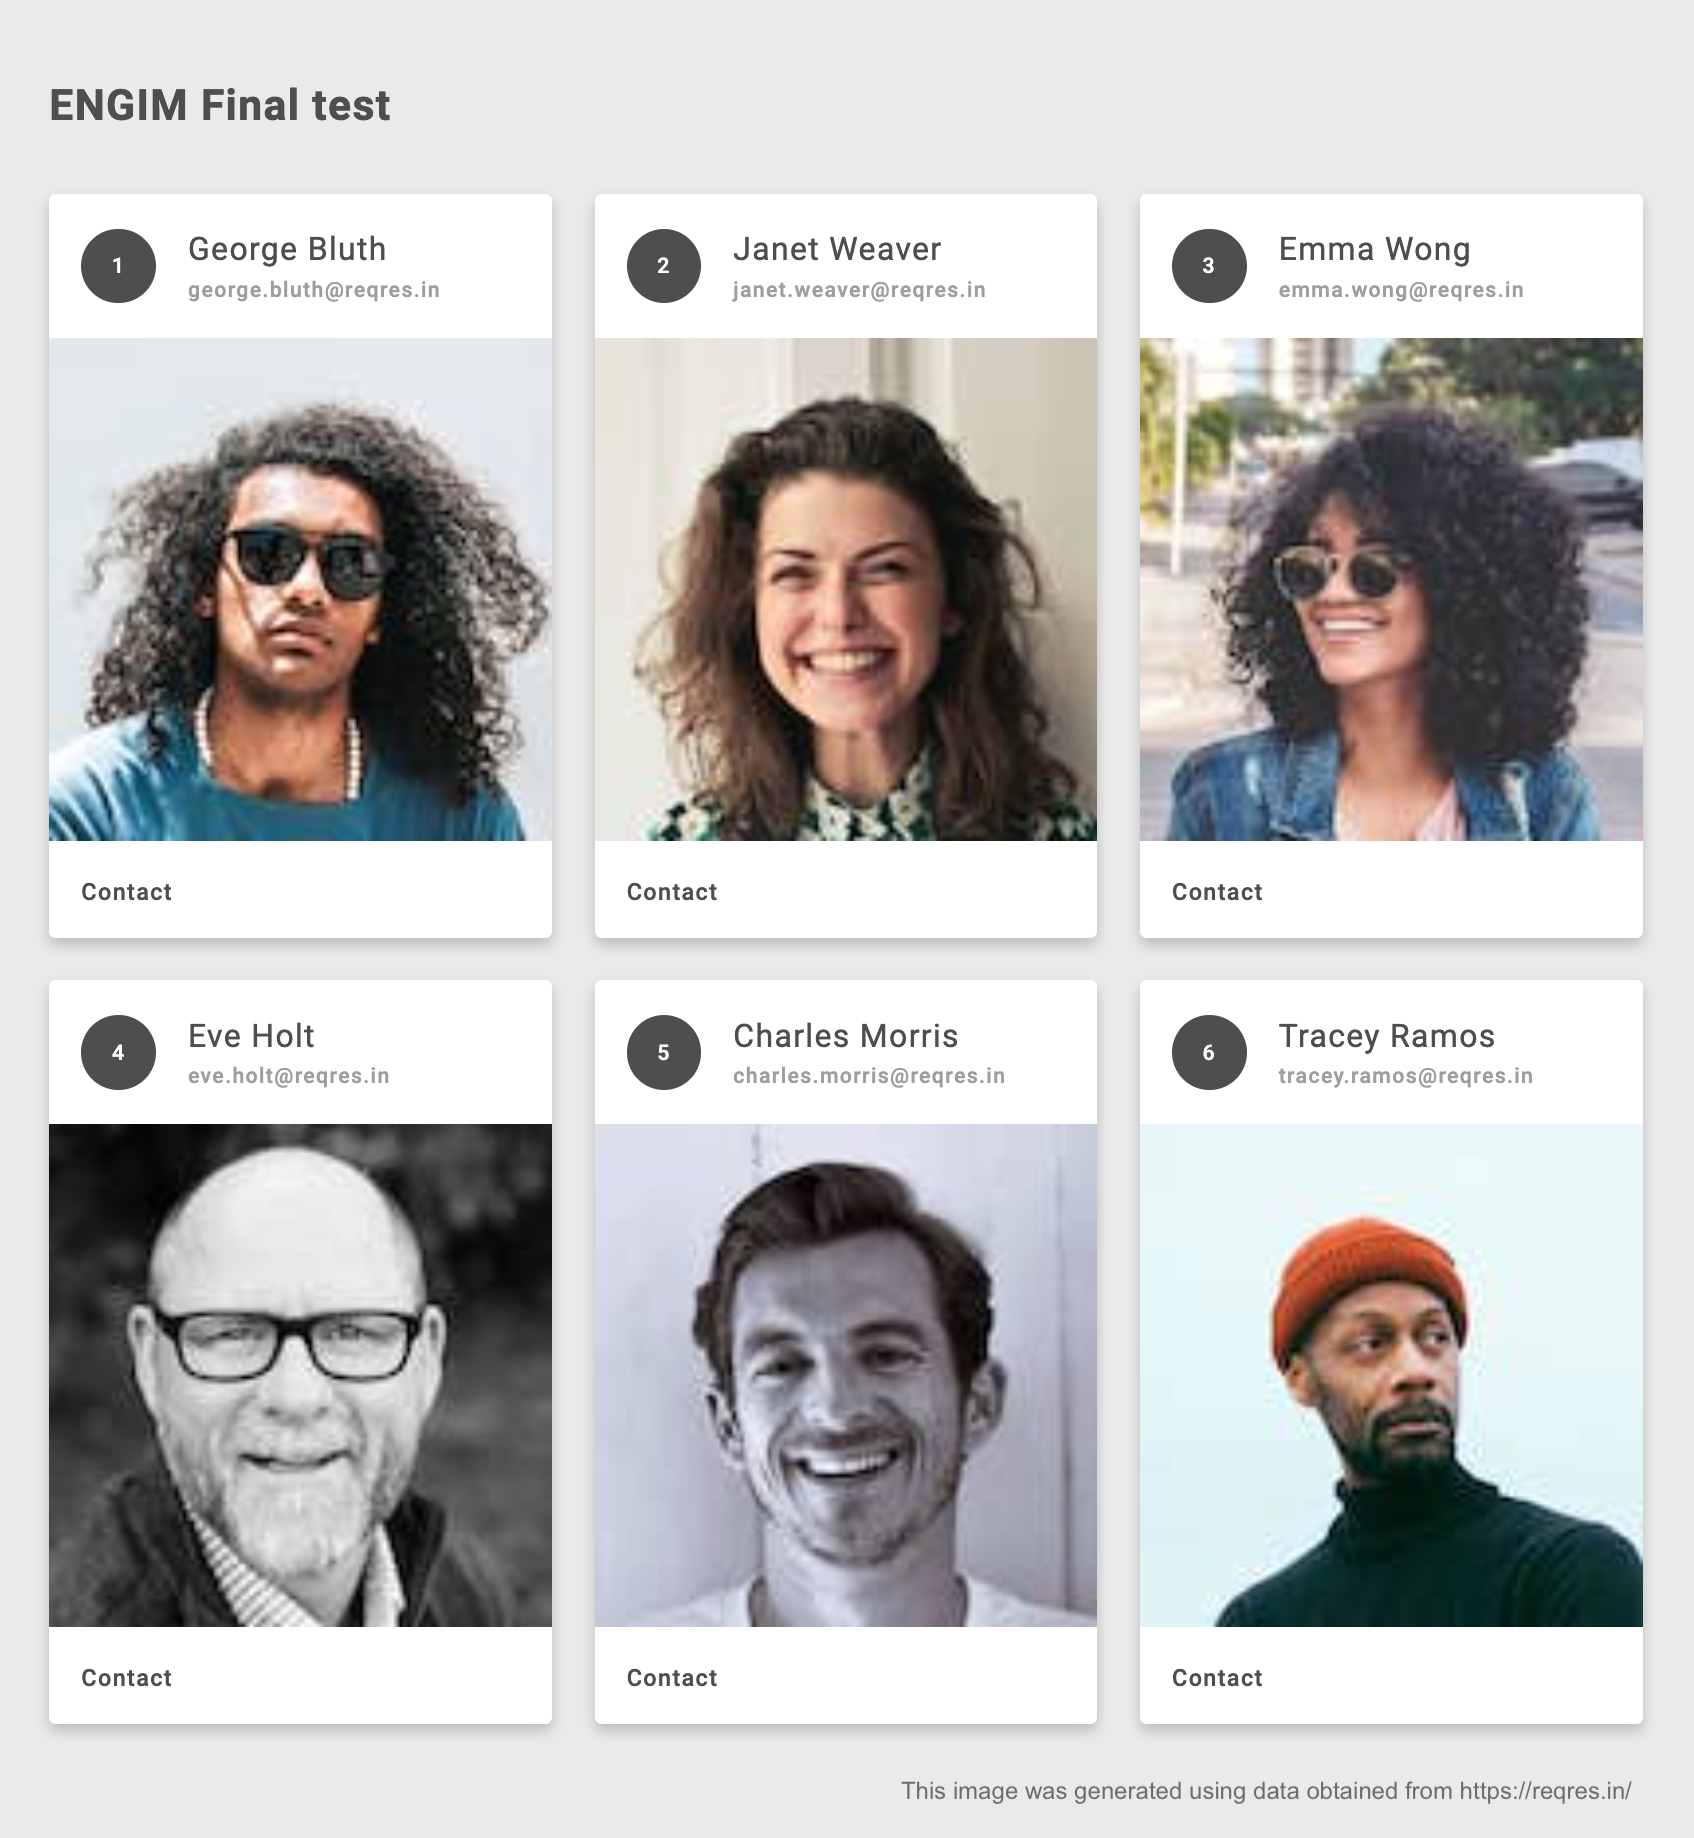 ENGIM Final test
1
George Bluth
george.bluth@reqres.in
Contact
2
Janet Weaver
janet.weaver@reqres.in
Contact
3
Emma Wong
emma.wong@reqres.in
Contact
4
Eve Holt
eve.holt@reqres.in
Contact
5
Charles Morris
charles.morris@reqres.in
Contact
6
Tracey Ramos
tracey.ramos@reqres.in
Contact
This image was generated using data obtained from https://reqres.in/